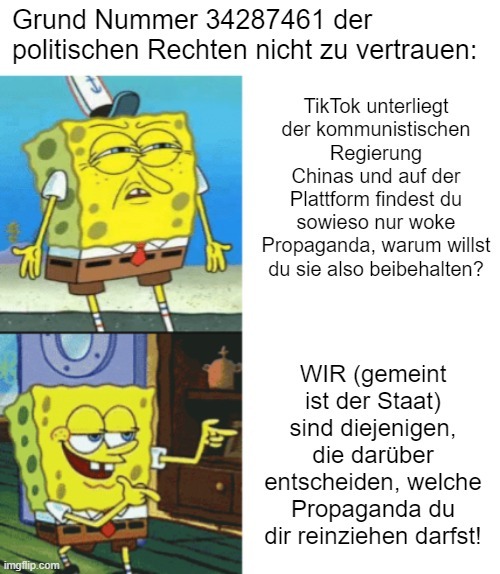 Grund Nummer 34287461 der
politischen Rechten nicht zu vertrauen:
TikTok unterliegt
der kommunistischen
Regierung
Chinas und auf der
Plattform findest du
sowieso nur woke
Propaganda, warum willst
du sie also beibehalten?
WIR (gemeint
ist der Staat)
sind diejenigen,
die darüber
entscheiden, welche
Propaganda du
dir reinziehen darfst!
imgflip.com